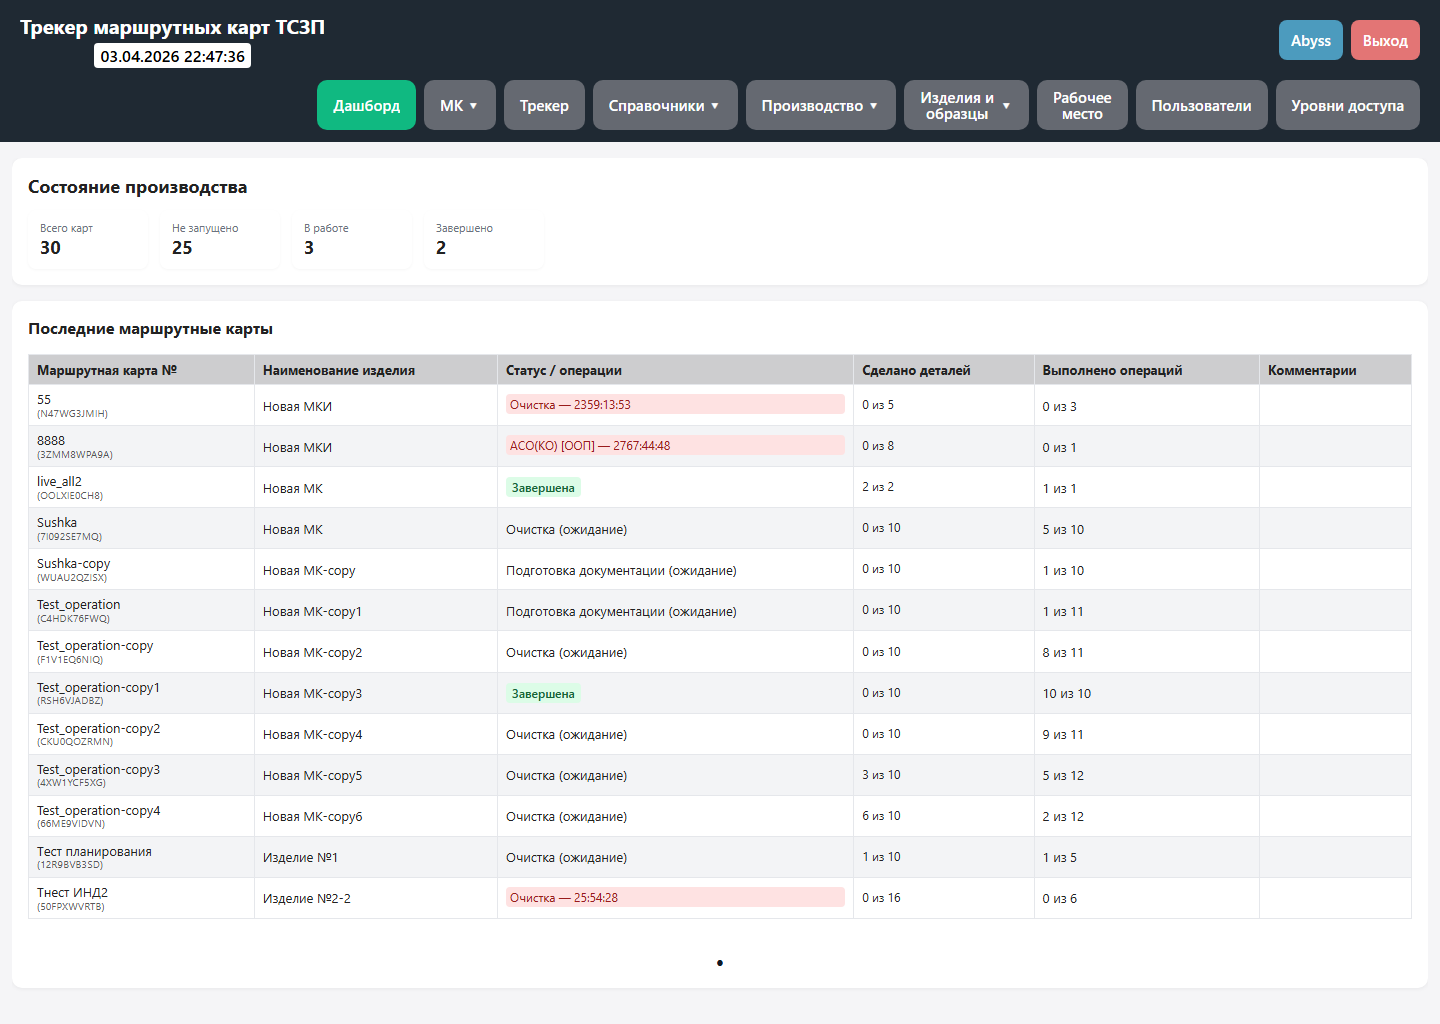 Трекер маршрутных карт ТСЗП
03.04.2026 22:47:36
Abyss
Выход
Дашборд
МК ▼
Трекер
Справочники ▼
Производство ▼
Изделия и
образцы ▼
Рабочее
место
Пользователи
Уровни доступа
Состояние производства
Всего карт
30
Не запущено
25
В работе
3
Завершено
2
Последние маршрутные карты
Маршрутная карта № Наименование изделия Статус / операции Сделано деталей Выполнено операций Комментарии
55
(N47WG3JMIH)
Новая МКИ Очистка — 2359:13:53 0 из 5 0 из 3
8888
(3ZMM8WPA9A)
Новая МКИ АСО(КО) [ООП] — 2767:44:48 0 из 8 0 из 1
live_all2
(OOLXIE0CH8)
Новая МК Завершена 2 из 2 1 из 1
Sushka
(7I092SE7MQ)
Новая МК Очистка (ожидание) 0 из 10 5 из 10
Sushka-copy
(WUAU2QZISX)
Новая МК-copy Подготовка документации (ожидание) 0 из 10 1 из 10
Test_operation
(C4HDK76FWQ)
Новая МК-copy1 Подготовка документации (ожидание) 0 из 10 1 из 11
Test_operation-copy
(F1V1EQ6NIQ)
Новая МК-copy2 Очистка (ожидание) 0 из 10 8 из 11
Test_operation-copy1
(RSH6VJADBZ)
Новая МК-copy3 Завершена 0 из 10 10 из 10
Test_operation-copy2
(CKU0QOZRMN)
Новая МК-copy4 Очистка (ожидание) 0 из 10 9 из 11
Test_operation-copy3
(4XW1YCF5XG)
Новая МК-copy5 Очистка (ожидание) 3 из 10 5 из 12
Test_operation-copy4
(66ME9VIDVN)
Новая МК-copy6 Очистка (ожидание) 6 из 10 2 из 12
Тест планирования
(12R9BVB3SD)
Изделие №1 Очистка (ожидание) 1 из 10 1 из 5
Тнест ИНД2
(50FPXWVRTB)
Изделие №2-2 Очистка — 25:54:28 0 из 16 0 из 6